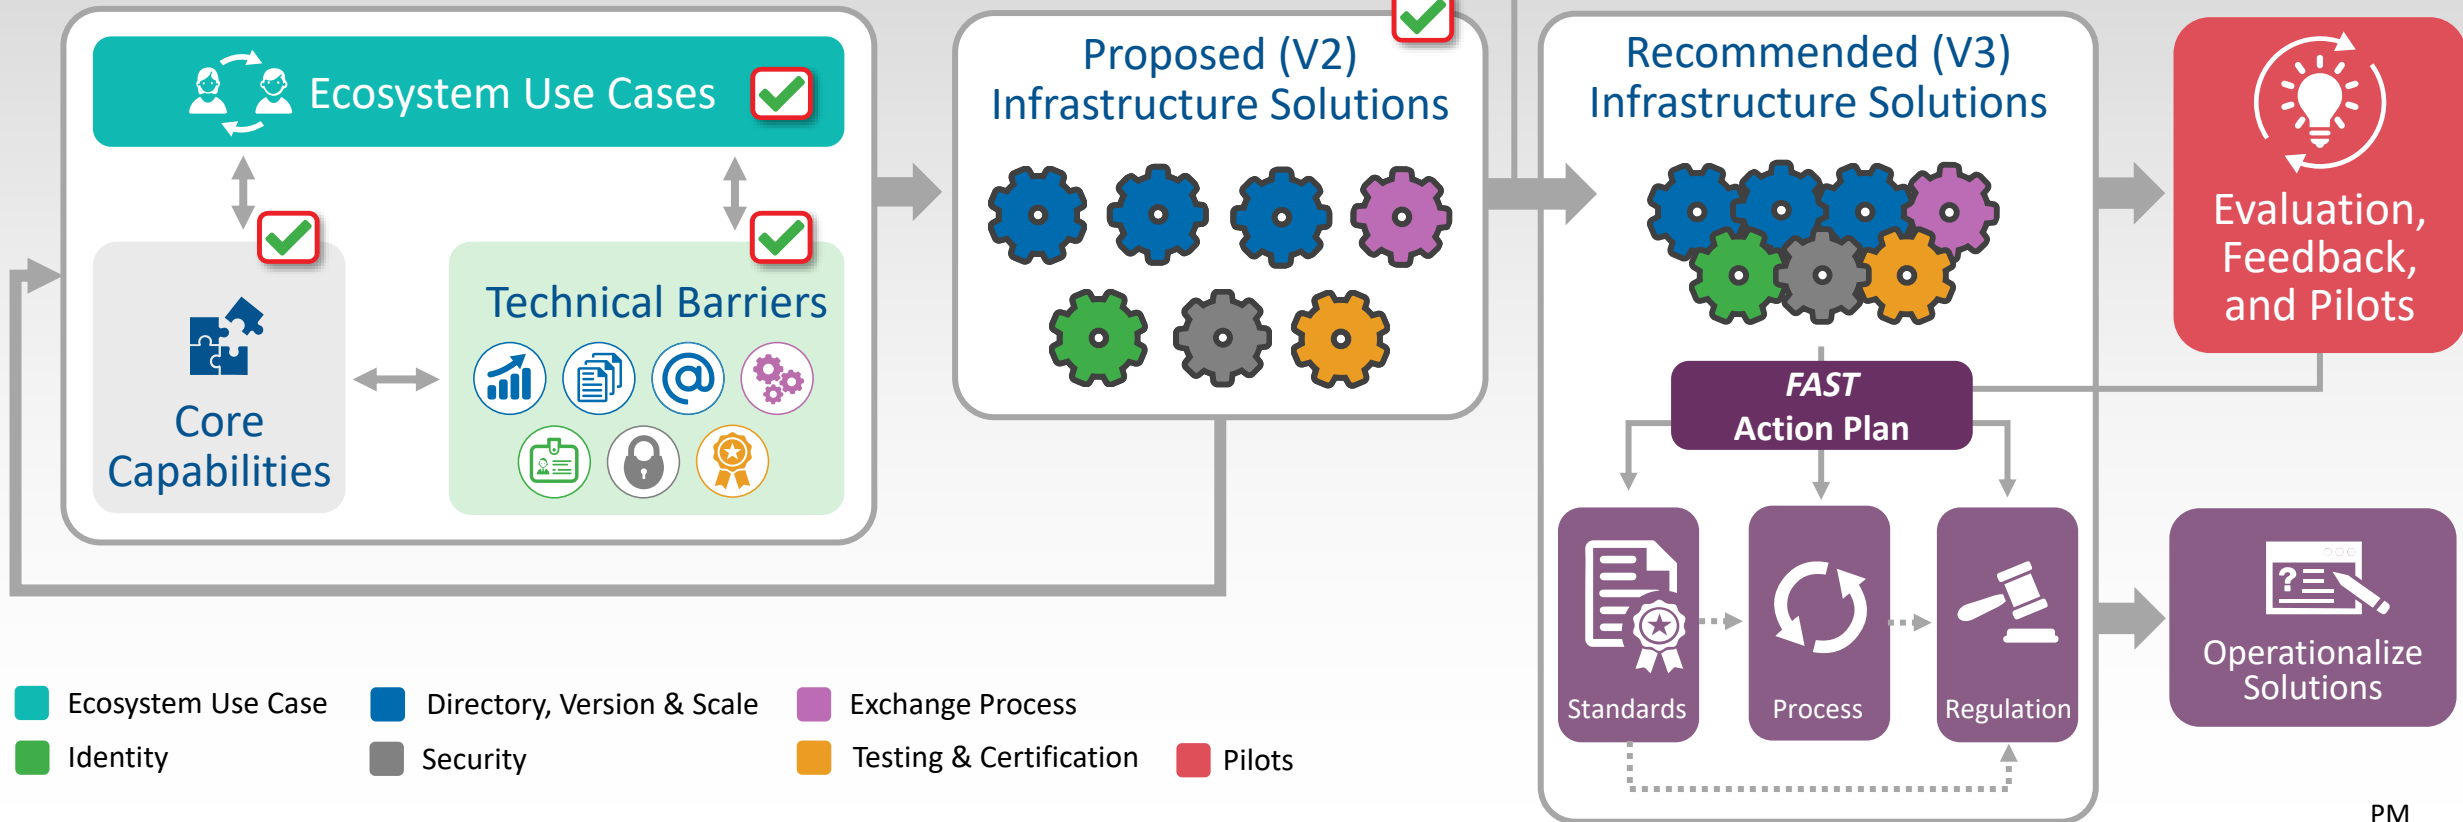 Ecosystem Use Cases
Core
Capabilities
Technical Barriers
@
Proposed (V2)
Infrastructure Solutions
Recommended (V3)
Infrastructure Solutions
FAST
Action Plan
Standards
Process
Regulation
Evaluation,
Feedback,
and Pilots
?
Operationalize
Solutions
Ecosystem Use Case
Directory, Version & Scale
Exchange Process
Identity
Security
Testing & Certification
Pilots
PM